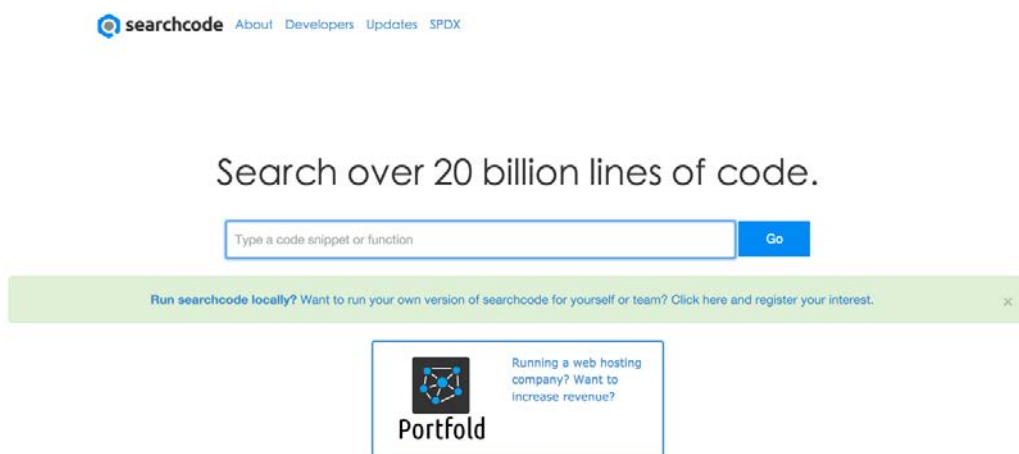 searchcode About Developers Updates SPDX
Search over 20 billion lines of code.
Type a code snippet or function Go
Run searchcode locally? Want to run your own version of searchcode for yourself or team? Click here and register your interest. ×
Running a web hosting
company? Want to
increase revenue?
Portfold